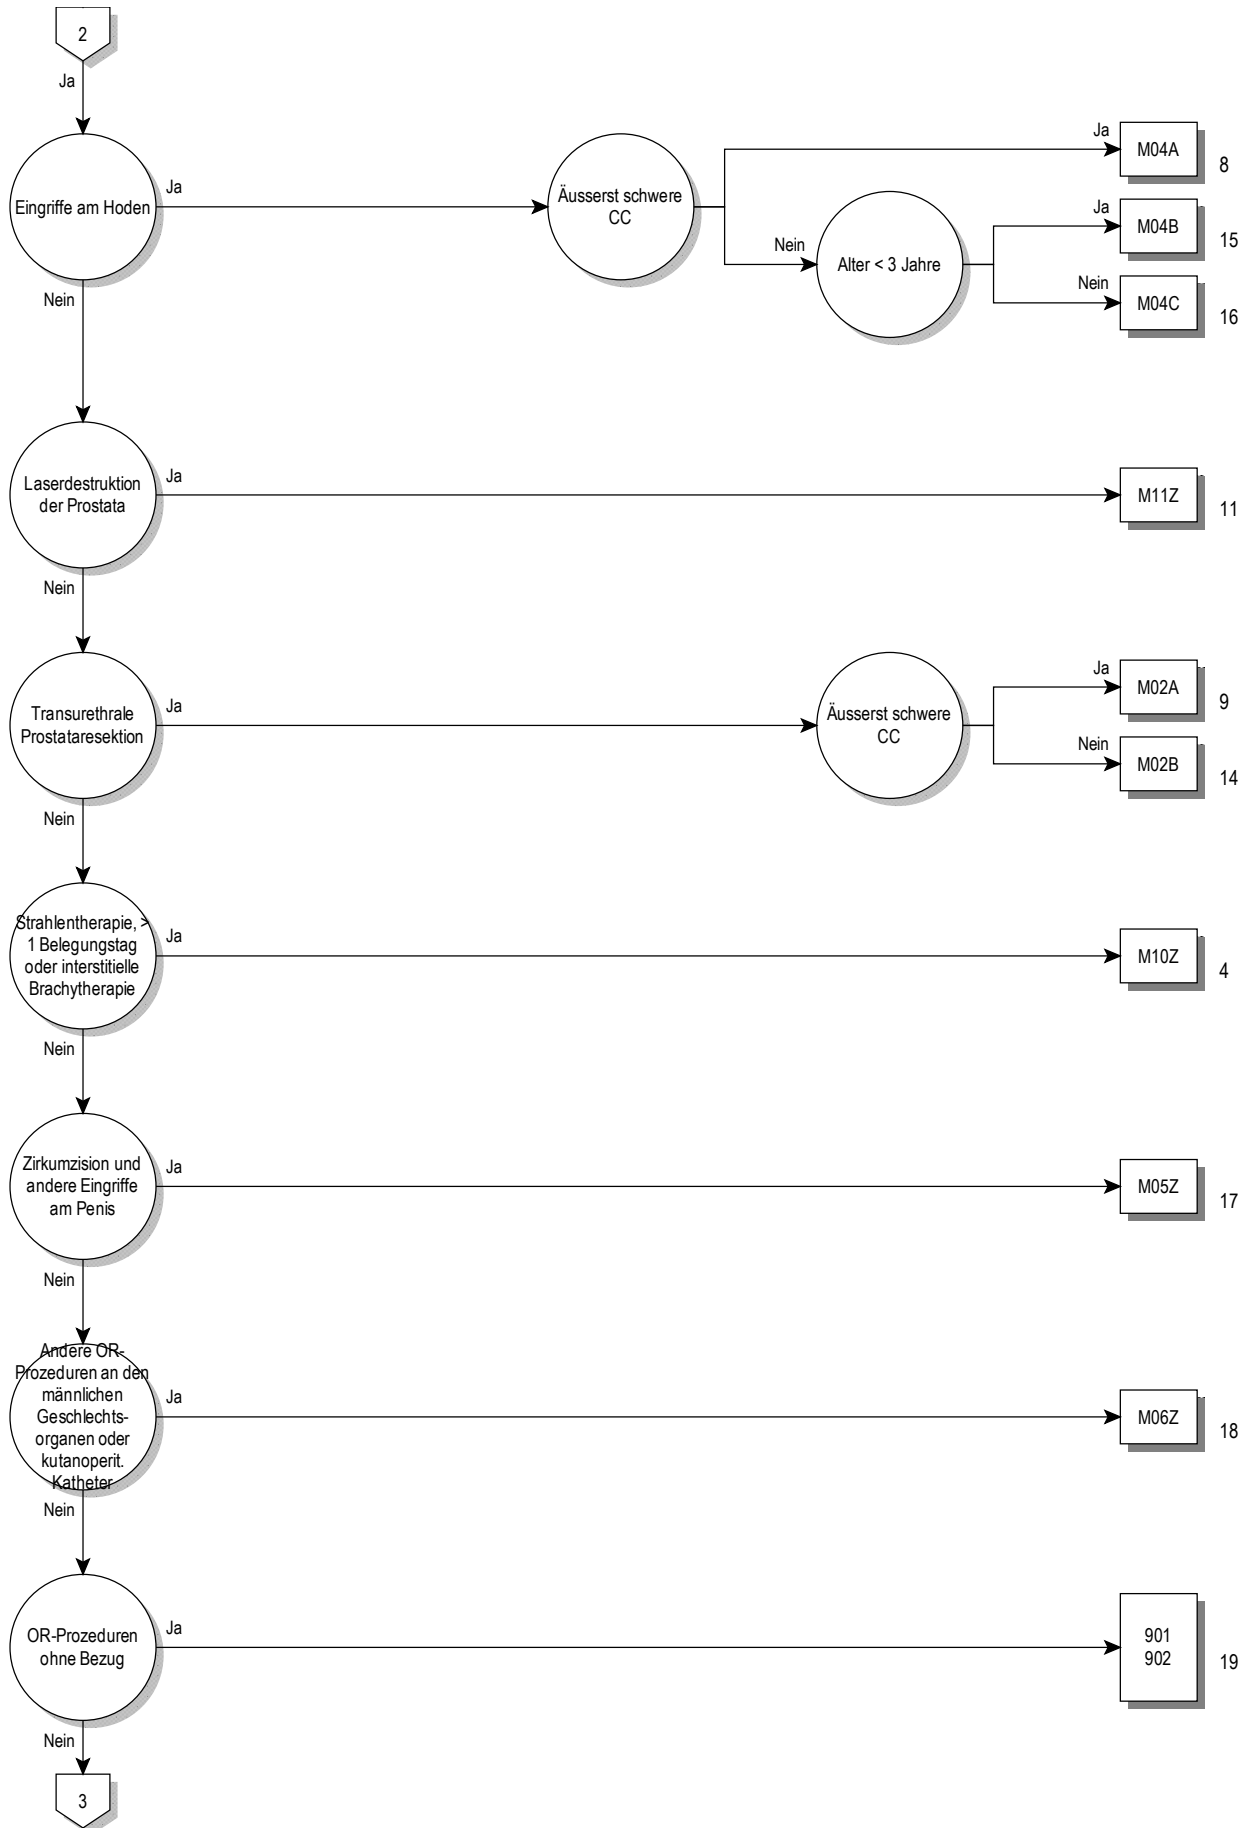 2
Ja
Eingriffe am Hoden
Ja
Äusserst schwere
CC
Ja
M04A
8
Nein
Alter < 3 Jahre
Ja
M04B
15
Nein
M04C
16
Nein
Laserdestruktion
der Prostata
Ja
M11Z
11
Nein
Transurethrale
Prostataresektion
Ja
Äusserst schwere
CC
Ja
M02A
9
Nein
M02B
14
Nein
Strahlentherapie, >
1 Belegungstag
oder interstitielle
Brachytherapie
Ja
M10Z
4
Nein
Zirkumzision und
andere Eingriffe
am Penis
Ja
M05Z
17
Nein
Andere OR-
Prozeduren an den
männlichen
Geschlechts-
organen oder
kutanoperit.
Katheter
Ja
M06Z
18
Nein
OR-Prozeduren
ohne Bezug
Ja
901
902
19
Nein
3